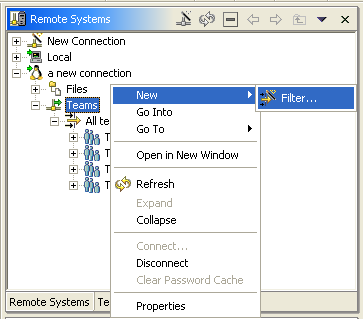 Remote Systems
New Connection
Local
a new connection
Files
Teams
New
Filter...
Go Into
All te
Go To
T
T
Open in New Window
T
T
Refresh
Expand
Collapse
Connect...
Disconnect
Clear Password Cache
Remote Systems
Te
Properties